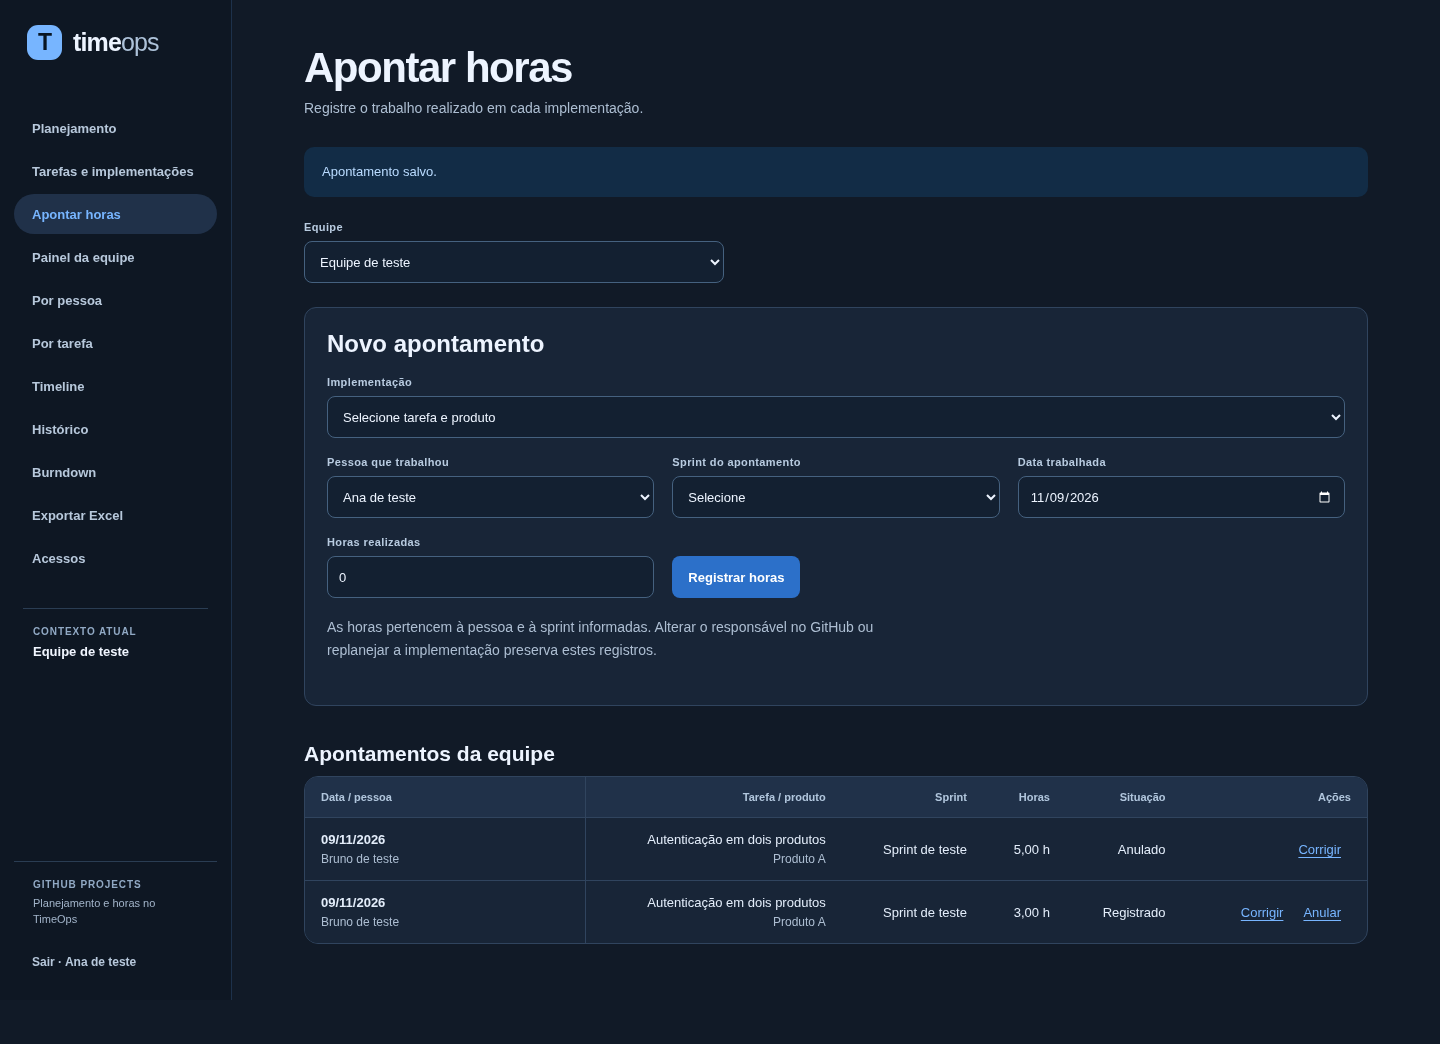 T timeops
Planejamento
Tarefas e implementações
Apontar horas
Painel da equipe
Por pessoa
Por tarefa
Timeline
Histórico
Burndown
Exportar Excel
Acessos
CONTEXTO ATUAL
Equipe de teste
GITHUB PROJECTS
Planejamento e horas no
TimeOps
Sair · Ana de teste
Apontar horas
Registre o trabalho realizado em cada implementação.
Apontamento salvo.
Equipe
Equipe de teste
Novo apontamento
Implementação
Selecione tarefa e produto
Pessoa que trabalhou Sprint do apontamento Data trabalhada
Ana de teste Selecione 11/09/2026
Horas realizadas
0 Registrar horas
As horas pertencem à pessoa e à sprint informadas. Alterar o responsável no GitHub ou
replanejar a implementação preserva estes registros.
Apontamentos da equipe
Data / pessoa Tarefa / produto Sprint Horas Situação Ações
09/11/2026 Autenticação em dois produtos Sprint de teste 5,00 h Anulado Corrigir
Bruno de teste Produto A
09/11/2026 Autenticação em dois produtos Sprint de teste 3,00 h Registrado Corrigir Anular
Bruno de teste Produto A